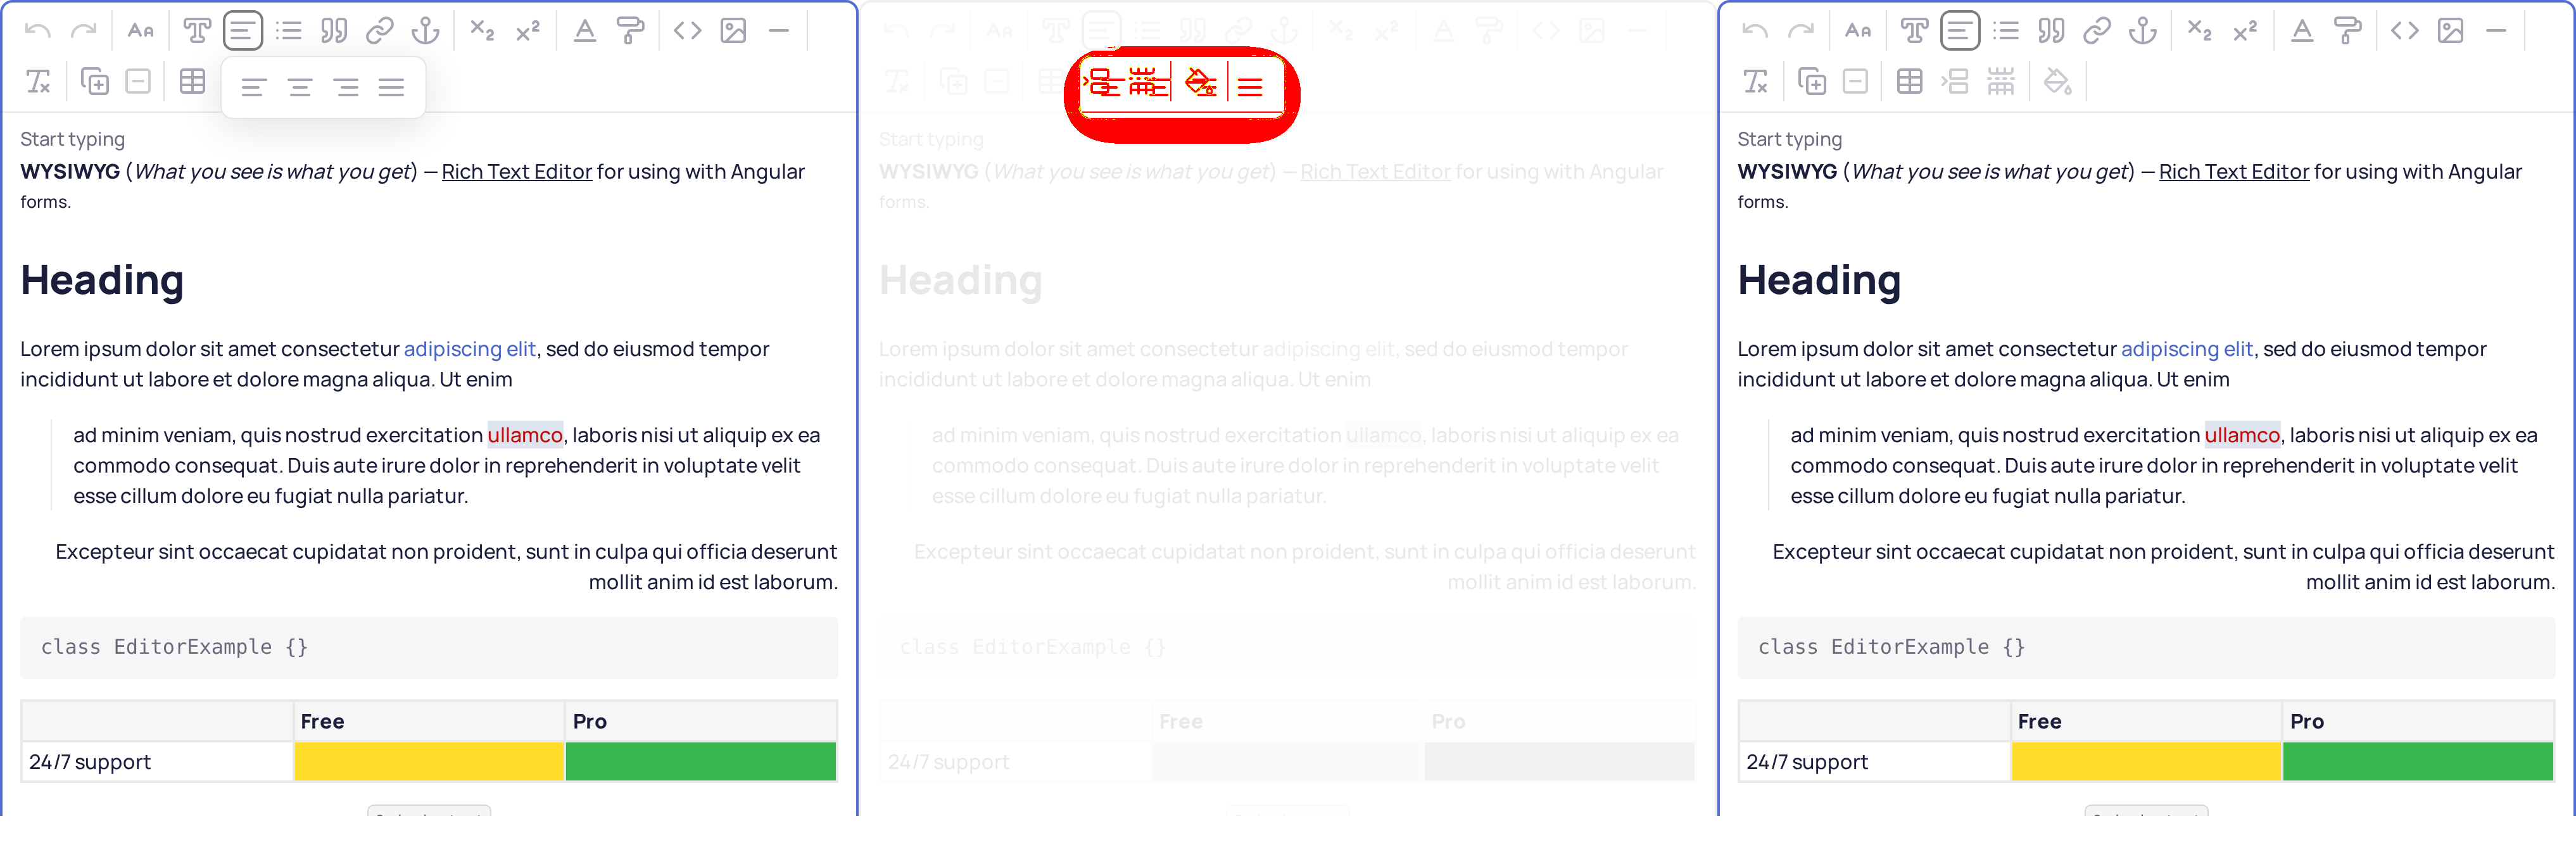 Start typing
WYSIWYG (What you see is what you get) — Rich Text Editor for using with Angular
forms.
Heading
Lorem ipsum dolor sit amet consectetur adipiscing elit, sed do eiusmod tempor
incididunt ut labore et dolore magna aliqua. Ut enim
ad minim veniam, quis nostrud exercitation ullamco, laboris nisi ut aliquip ex ea
commodo consequat. Duis aute irure dolor in reprehenderit in voluptate velit
esse cillum dolore eu fugiat nulla pariatur.
Excepteur sint occaecat cupidatat non proident, sunt in culpa qui officia deserunt
mollit anim id est laborum.
class EditorExample {}
Free Pro
24/7 support
Start typing
WYSIWYG (What you see is what you get) — Rich Text Editor for using with Angular
forms.
Heading
Lorem ipsum dolor sit amet consectetur adipiscing elit, sed do eiusmod tempor
incididunt ut labore et dolore magna aliqua. Ut enim
ad minim veniam, quis nostrud exercitation ullamco, laboris nisi ut aliquip ex ea
commodo consequat. Duis aute irure dolor in reprehenderit in voluptate velit
esse cillum dolore eu fugiat nulla pariatur.
Excepteur sint occaecat cupidatat non proident, sunt in culpa qui officia deserunt
mollit anim id est laborum.
class EditorExample {}
Free Pro
24/7 support
Start typing
WYSIWYG (What you see is what you get) — Rich Text Editor for using with Angular
forms.
Heading
Lorem ipsum dolor sit amet consectetur adipiscing elit, sed do eiusmod tempor
incididunt ut labore et dolore magna aliqua. Ut enim
ad minim veniam, quis nostrud exercitation ullamco, laboris nisi ut aliquip ex ea
commodo consequat. Duis aute irure dolor in reprehenderit in voluptate velit
esse cillum dolore eu fugiat nulla pariatur.
Excepteur sint occaecat cupidatat non proident, sunt in culpa qui officia deserunt
mollit anim id est laborum.
class EditorExample {}
Free Pro
24/7 support